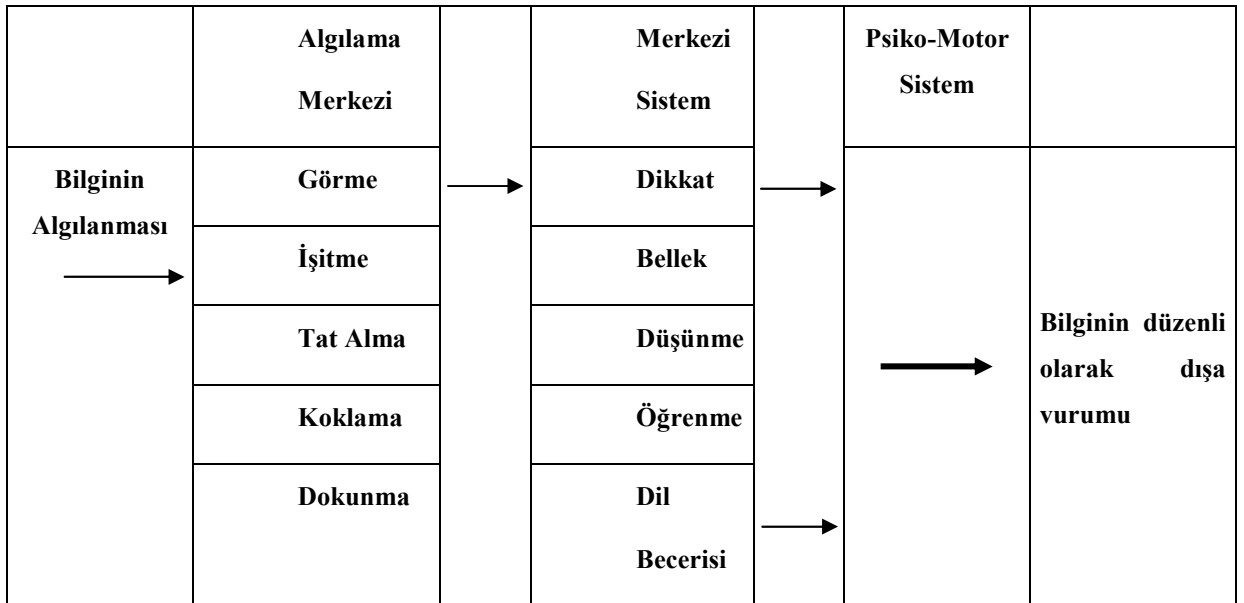 Algılama
Merkezi
Merkezi
Sistem
Psiko-Motor
Sistem
Bilginin
Algılanması
Görme
İşitme
Tat Alma
Koklama
Dokunma
Dikkat
Bellek
Düşünme
Öğrenme
Dil
Becerisi
Bilginin düzenli
olarak dışa
vurumu